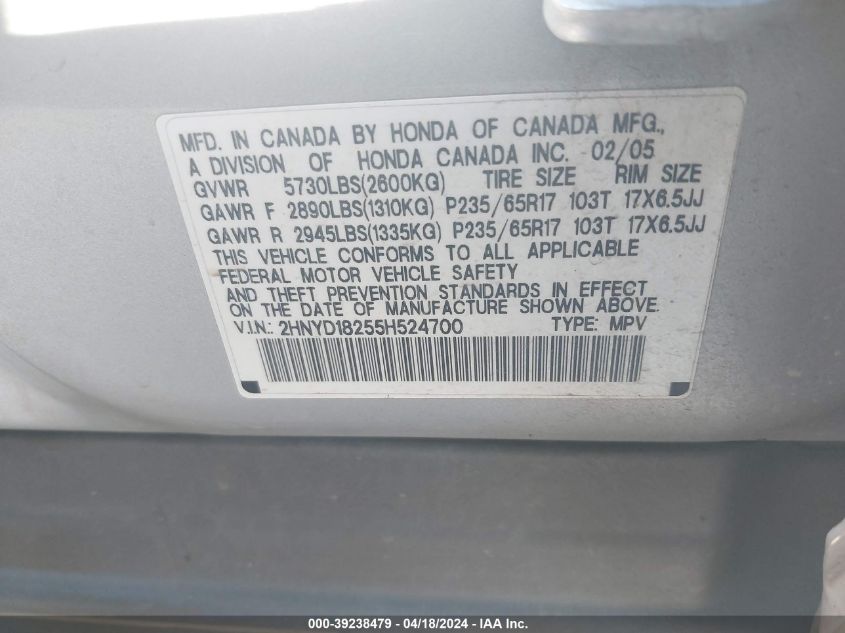 MFD. IN CANADA BY HONDA OF CANADA MFG.,
A DIVISION OF HONDA CANADA INC. 02/05
GVWR 5730LBS(2600KG) TIRE SIZE RIM SIZE
GAWR F 2890LBS(1310KG) P235/65R17 103T 17X6.5JJ
GAWR R 2945LBS(1335KG) P235/65R17 103T 17X6.5JJ
THIS VEHICLE CONFORMS TO ALL APPLICABLE
FEDERAL MOTOR VEHICLE SAFETY
AND THEFT PREVENTION STANDARDS IN EFFECT
ON THE DATE OF MANUFACTURE SHOWN ABOVE.
V.I.N.: 2HNYD18255H524700 TYPE: MPV
000-39238479 - 04/18/2024 - IAA Inc.